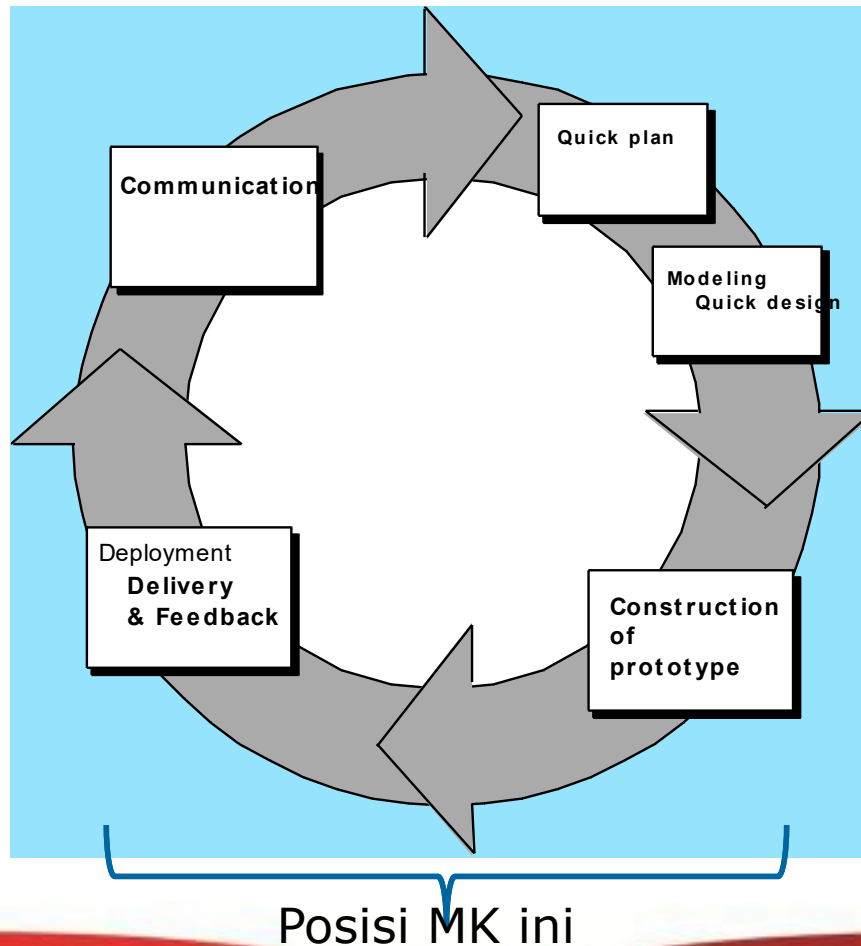 Communication
Quick plan
Modeling
Quick design
Construction
of
prototype
Deployment
Delivery
& Feedback
Posisi MK ini